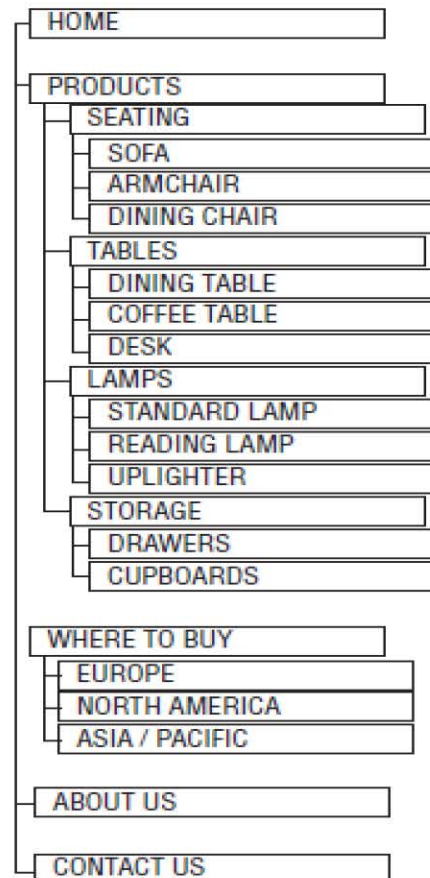 HOME
PRODUCTS
SEATING
SOFA
ARMCHAIR
DINING CHAIR
TABLES
DINING TABLE
COFFEE TABLE
DESK
LAMPS
STANDARD LAMP
READING LAMP
UPLIGHTER
STORAGE
DRAWERS
CUPBOARDS
WHERE TO BUY
EUROPE
NORTH AMERICA
ASIA / PACIFIC
ABOUT US
CONTACT US